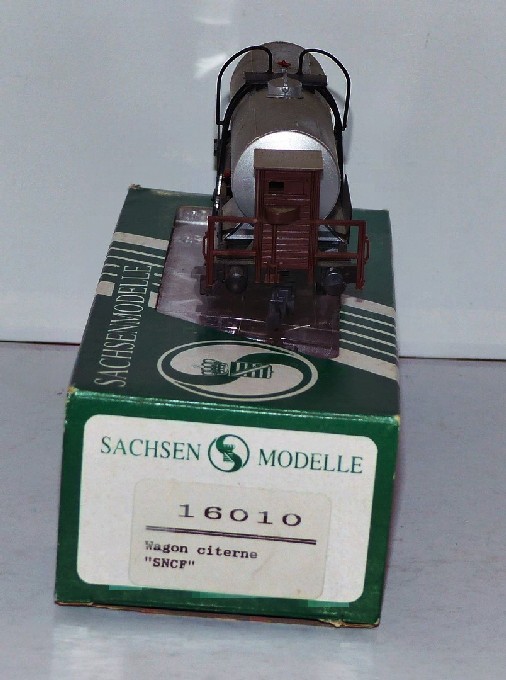 SACHSENMODELLE
SACHSEN S MODELLE
16010
Wagon citerne
"SNCF"